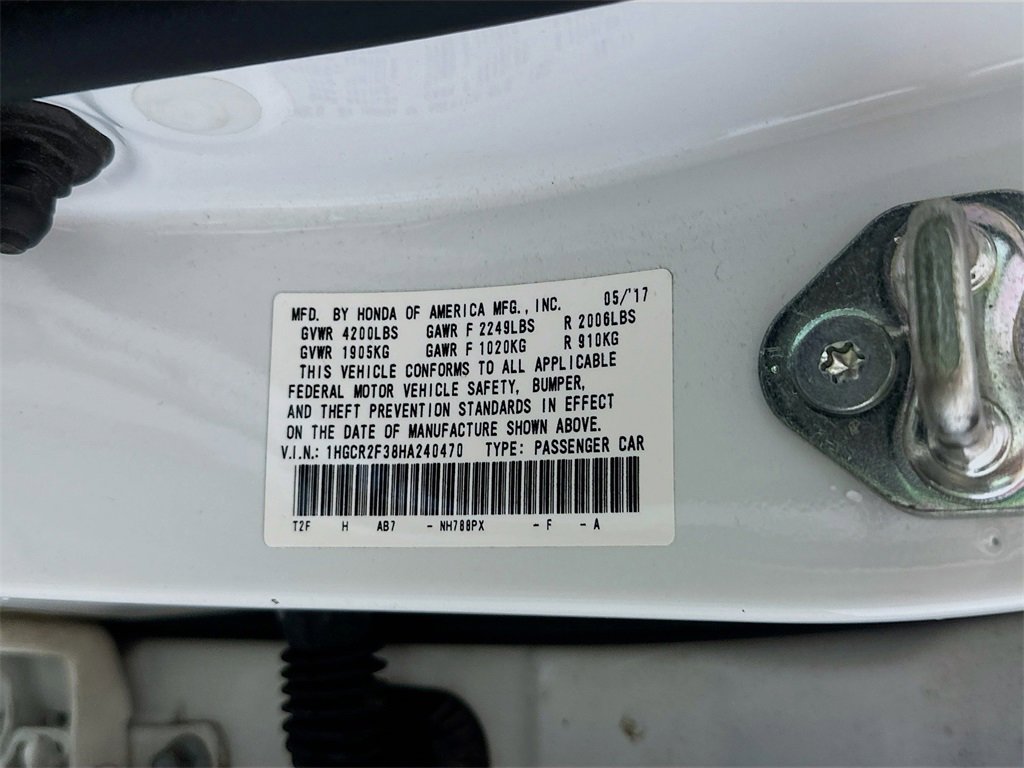 MFD. BY HONDA OF AMERICA MFG., INC. 05/'17
GVWR 4200LBS GAWR F 2249LBS R 2006LBS
GVWR 1905KG GAWR F 1020KG R 910KG
THIS VEHICLE CONFORMS TO ALL APPLICABLE
FEDERAL MOTOR VEHICLE SAFETY, BUMPER,
AND THEFT PREVENTION STANDARDS IN EFFECT
ON THE DATE OF MANUFACTURE SHOWN ABOVE.
V.I.N.: 1HGCR2F38HA240470 TYPE: PASSENGER CAR
T2F H AB7 - NH788PX - F - A